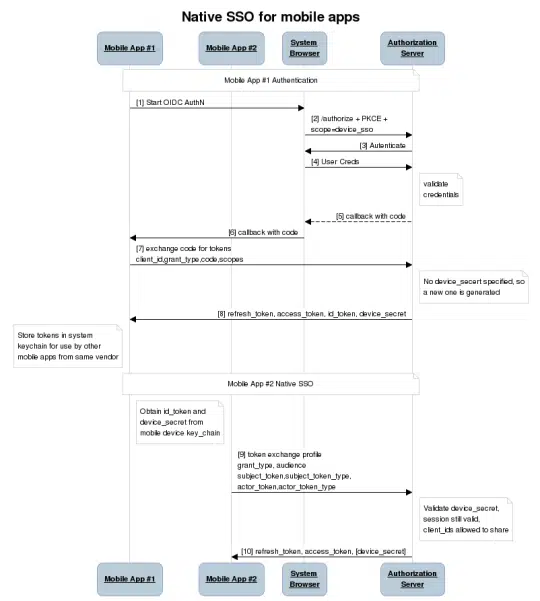 Native SSO for mobile apps
Mobile App #1
Mobile App #2
System
Browser
Authorization
Server
Mobile App #1 Authentication
[1] Start OIDC AuthN
[2] /authorize + PKCE +
scope=device_sso
[3] Autenticate
[4] User Creds
validate
credentials
[5] callback with code
[6] callback with code
[7] exchange code for tokens
client_id,grant_type,code,scopes
No device_secert specified, so
a new one is generated
[8] refresh_token, access_token, id_token, device_secret
Store tokens in system
keychain for use by other
mobile apps from same vendor
Mobile App #2 Native SSO
Obtain id_token and
device_secret from
mobile device key_chain
[9] token exchange profile
grant_type, audience
subject_token,subject_token_type,
actor_token,actor_token_type
Validate device_secret,
session still valid,
client_ids allowed to share
[10] refresh_token, access_token, [device_secret]
Mobile App #1
Mobile App #2
System
Browser
Authorization
Server